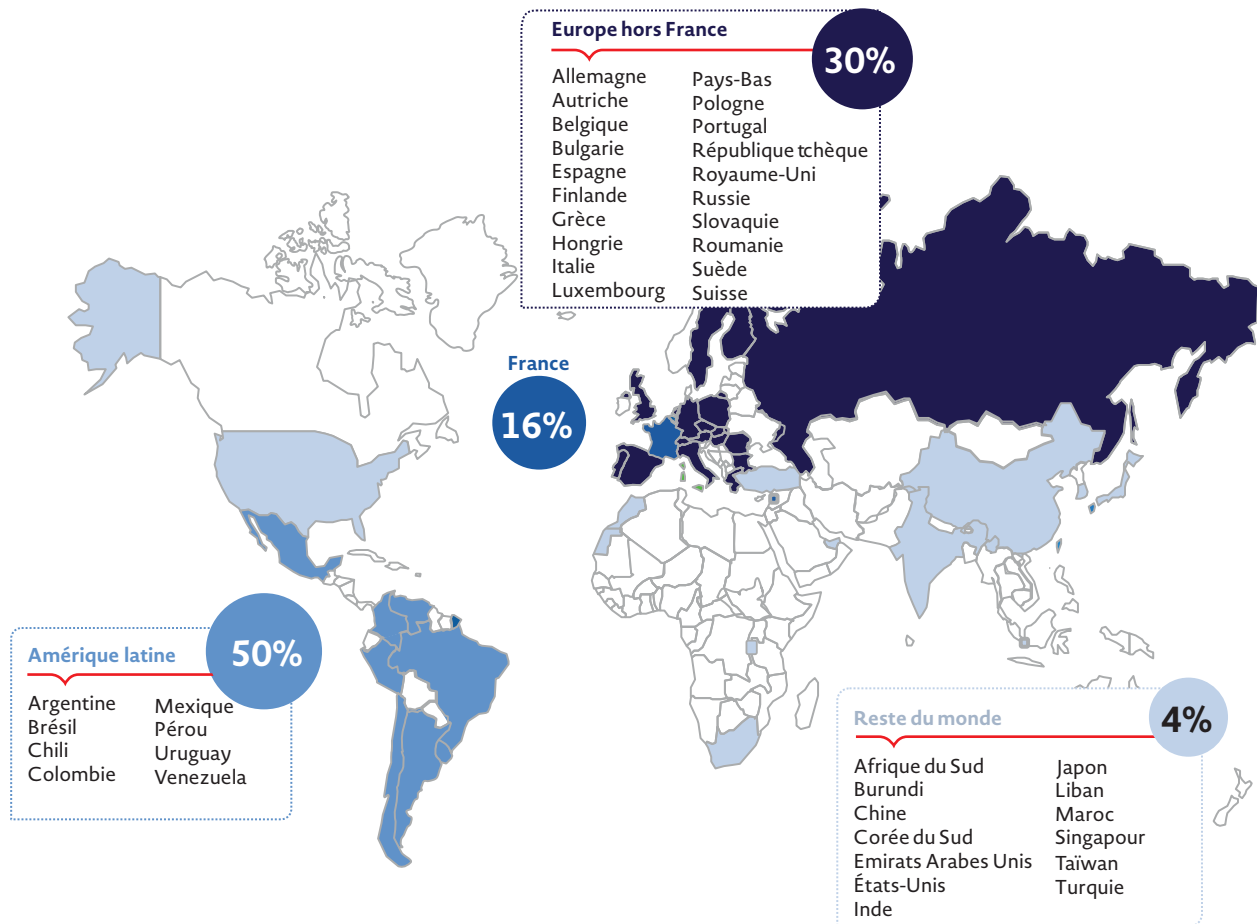 Europe hors France
30%
Allemagne
Autriche
Belgique
Bulgarie
Espagne
Finlande
Grèce
Hongrie
Italie
Luxembourg
Pays-Bas
Pologne
Portugal
République tchèque
Royaume-Uni
Russie
Slovaquie
Roumanie
Suède
Suisse
France
16%
Amérique latine
50%
Argentine
Brésil
Chili
Colombie
Mexique
Pérou
Uruguay
Venezuela
Reste du monde
4%
Afrique du Sud
Burundi
Chine
Corée du Sud
Emirats Arabes Unis
États-Unis
Inde
Japon
Liban
Maroc
Singapour
Taïwan
Turquie